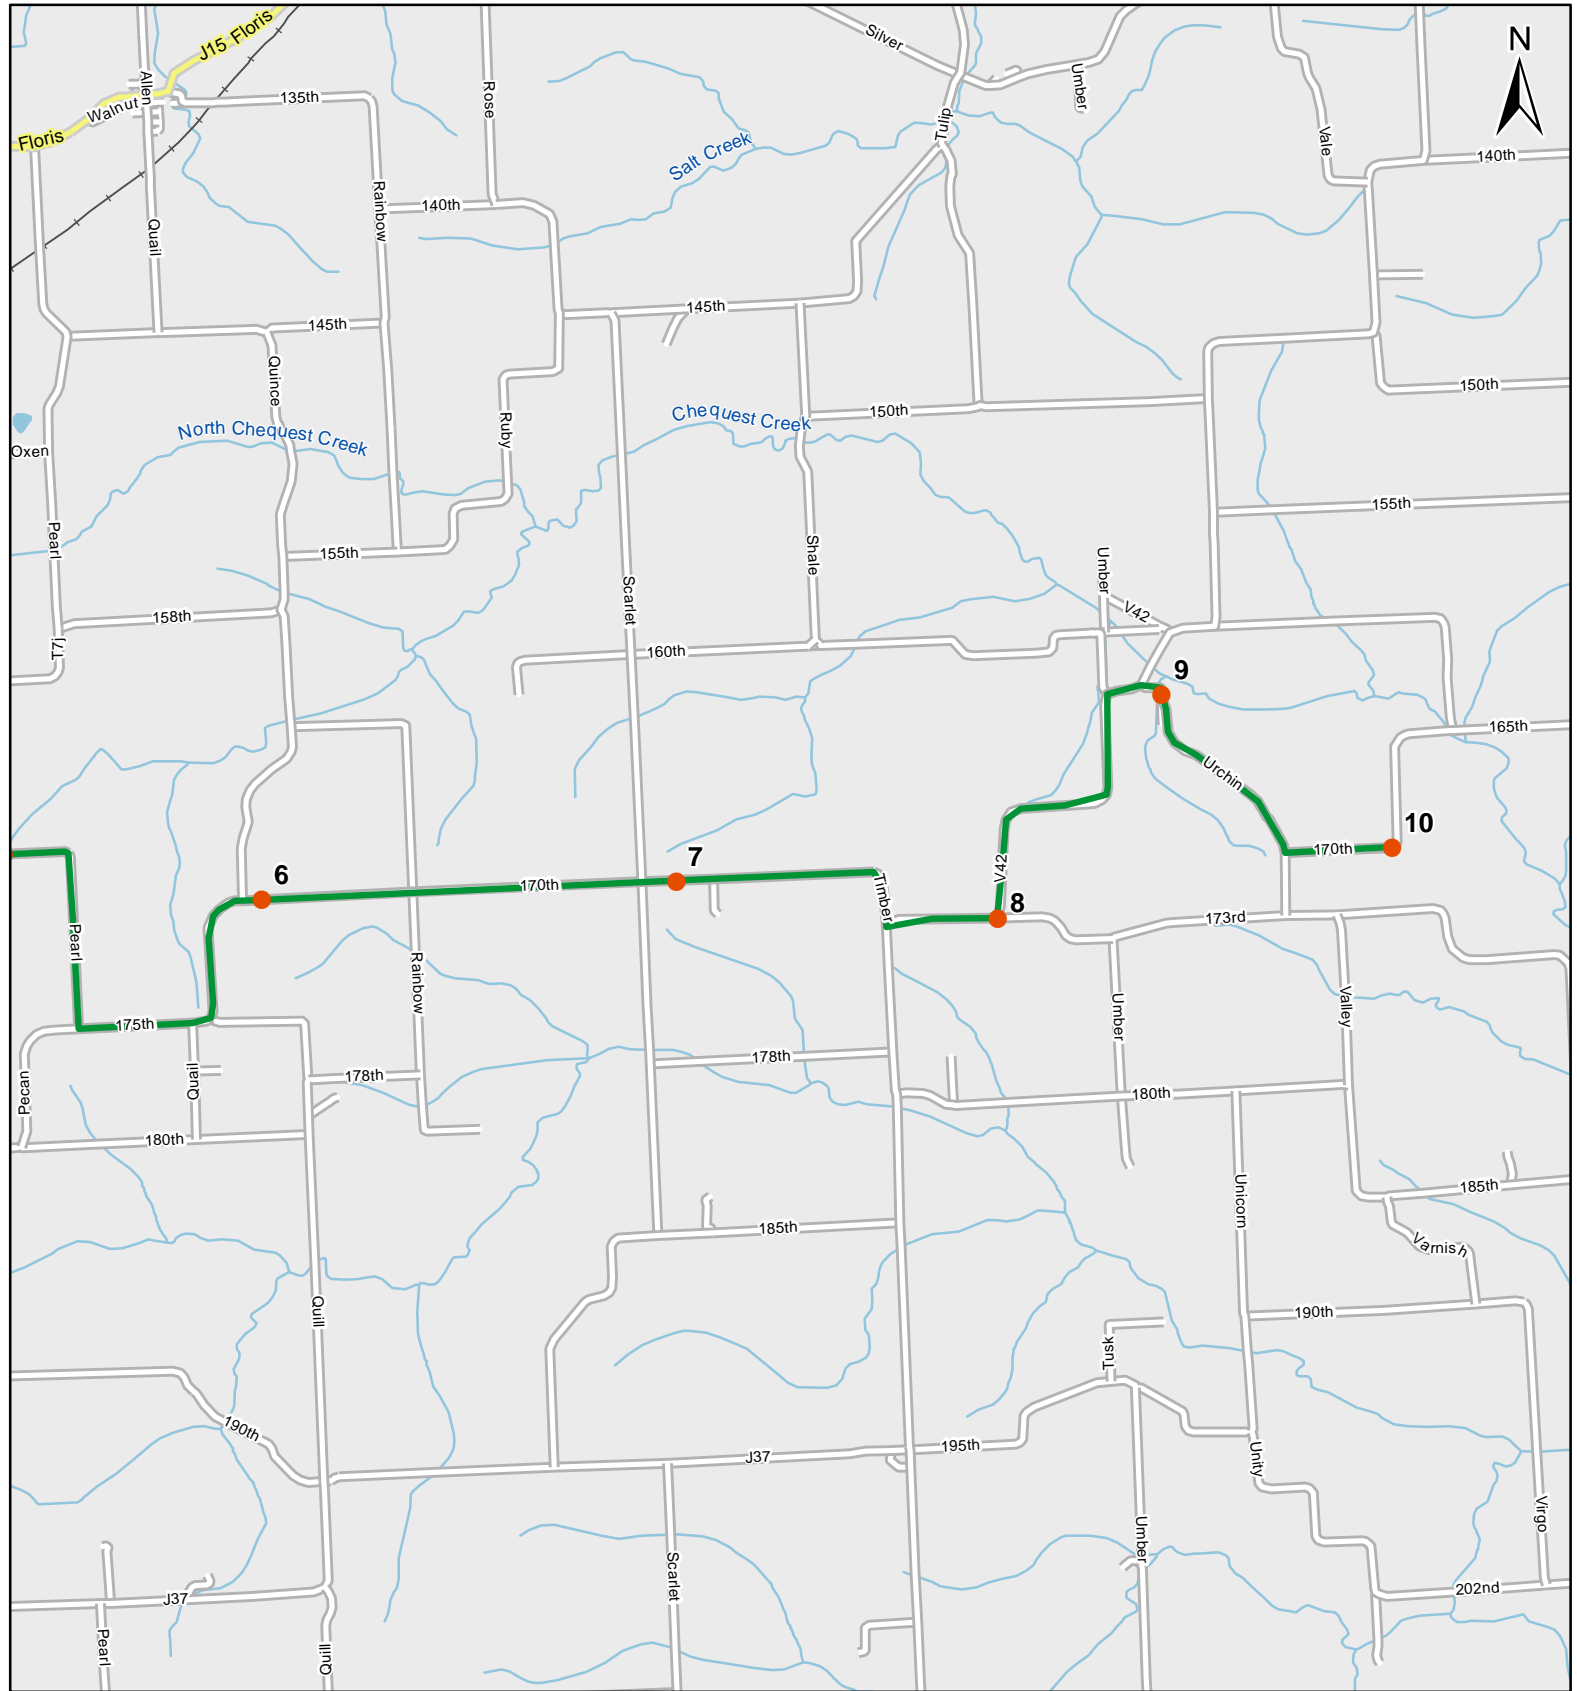 J15 Floris
Silver
N
Allen
Walnut
135th
Rose
Umber
Tulip
Vale
Floris
Salt Creek
140th
Rainbow
140th
Quail
145th
145th
Quince
150th
Chequest Creek
150th
North Chequest Creek
Ruby
Oxen
155th
Pearl
155th
Shale
Umber
Scarlet
V42
158th
T7J
160th
9
165th
Urchin
10
170th
7
6
170th
V42
Timber
8
173rd
Pearl
Rainbow
Umber
Valley
175th
178th
178th
Quail
Pecan
180th
180th
185th
Unicorn
185th
Varnish
Quill
190th
Tusk
190th
195th
J37
Unity
Virgo
Umber
Scarlet
202nd
J37
Pearl
Quill